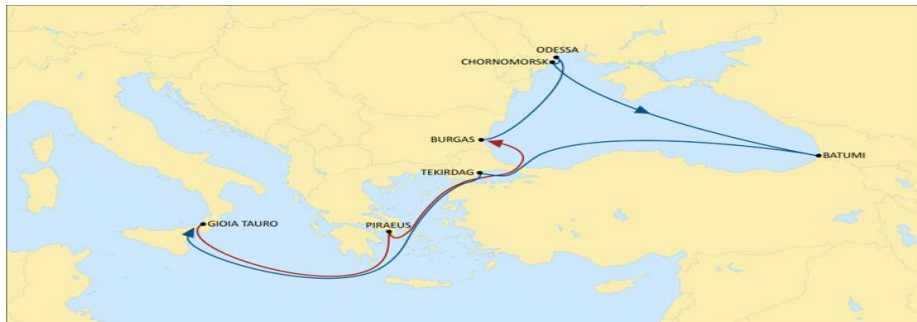 ODESSA
CHORNOMORSK
BURGAS
BATUMI
TEKIRDAG
GIOIA TAURO
PIRAEUS